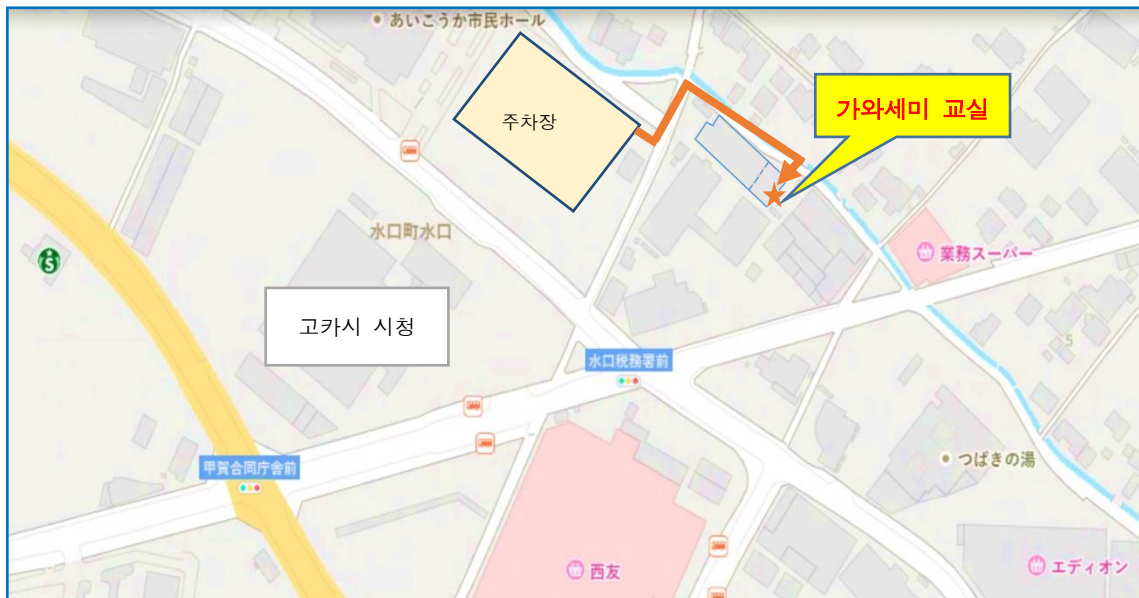 あいこうか市民ホール
주차장
가와세미 교실
水口町水口
業務スーパー
S
고카시 시청
5
水口税務署前
甲賀合同庁舎前
つばきの湯
西友
エディオン